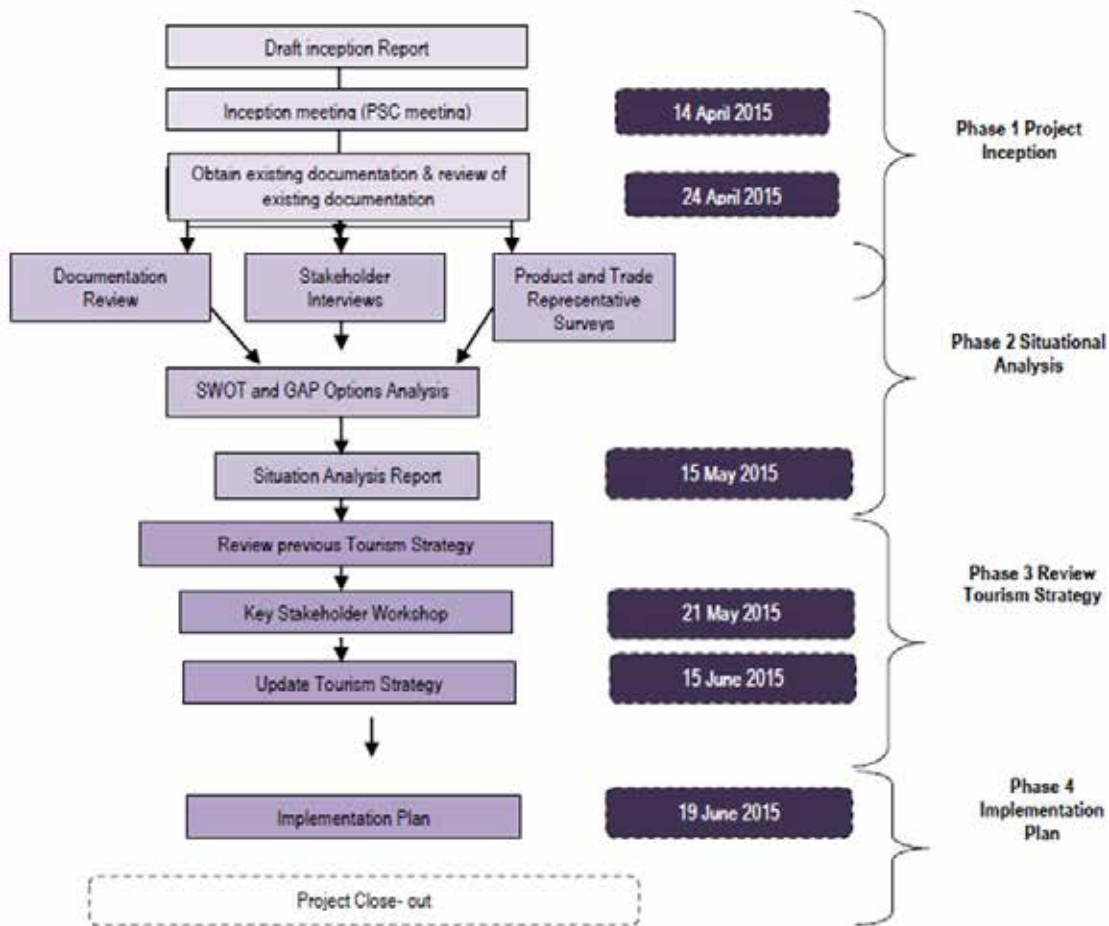 Draft inception Report
Inception meeting (PSC meeting)
14 April 2015
Phase 1 Project
Inception
Obtain existing documentation & review of
existing documentation
24 April 2015
Documentation
Review
Stakeholder
Interviews
Product and Trade
Representative
Surveys
Phase 2 Situational
Analysis
SWOT and GAP Options Analysis
Situation Analysis Report
15 May 2015
Review previous Tourism Strategy
Phase 3 Review
Tourism Strategy
Key Stakeholder Workshop
21 May 2015
Update Tourism Strategy
15 June 2015
Phase 4
Implementation
Plan
Implementation Plan
19 June 2015
Project Close- out